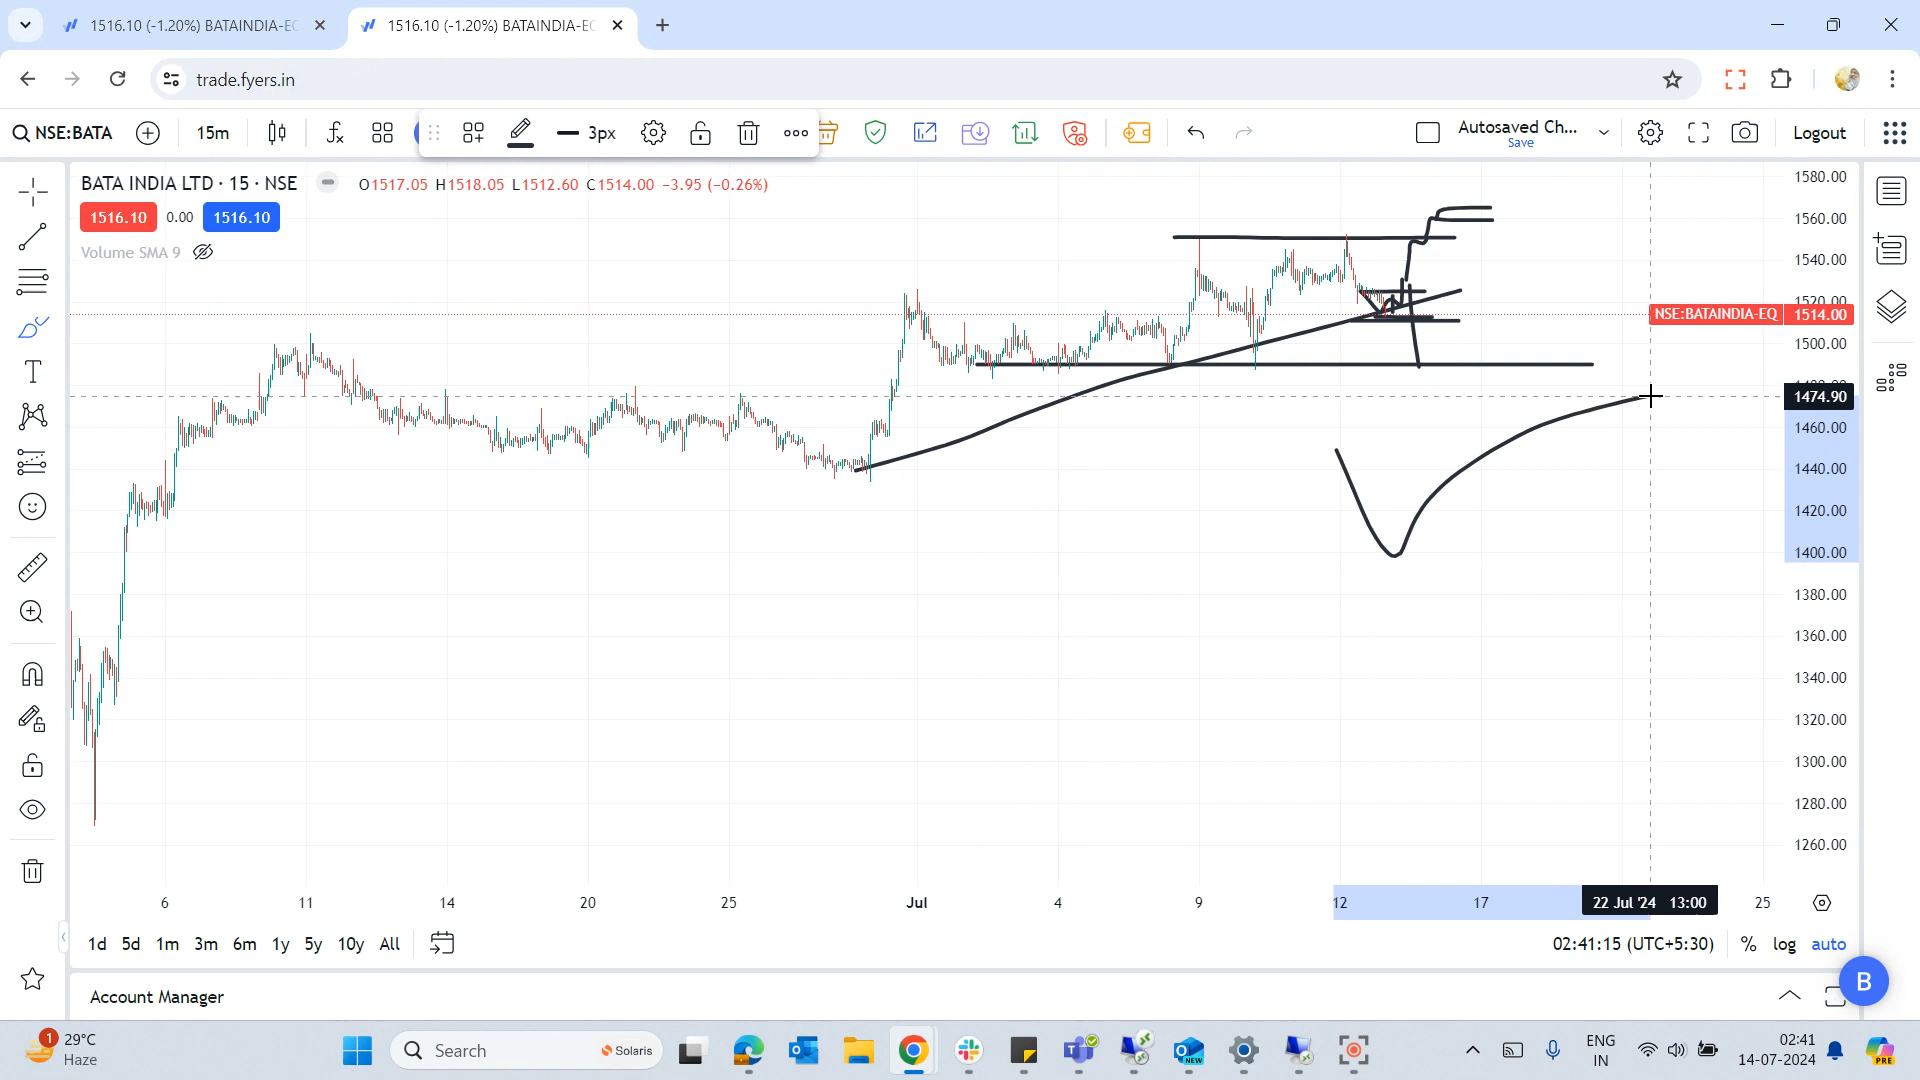 1516.10 (-1.20%) BATAINDIA-EC
1516.10 (-1.20%) BATAINDIA-EC
trade.fyers.in
NSE:BATA
15m
3px
Autosaved Ch...
Save
Logout
BATA INDIA LTD · 15 · NSE
O1517.05 H1518.05 L1512.60 C1514.00 −3.95 (−0.26%)
1516.10
0.00
1516.10
Volume SMA 9
1580.00
1560.00
1540.00
1520.00
NSE:BATAINDIA-EQ
1514.00
1500.00
1474.90
1460.00
1440.00
1420.00
1400.00
1380.00
1360.00
1340.00
1320.00
1300.00
1280.00
1260.00
6
11
14
20
25
Jul
4
9
12
17
22 Jul '24 13:00
25
1d
5d
1m
3m
6m
1y
5y
10y
All
02:41:15 (UTC+5:30)
%
log
auto
Account Manager
B
1
29°C
Haze
Search
Solaris
NEW
ENG
IN
02:41
14-07-2024
PRE